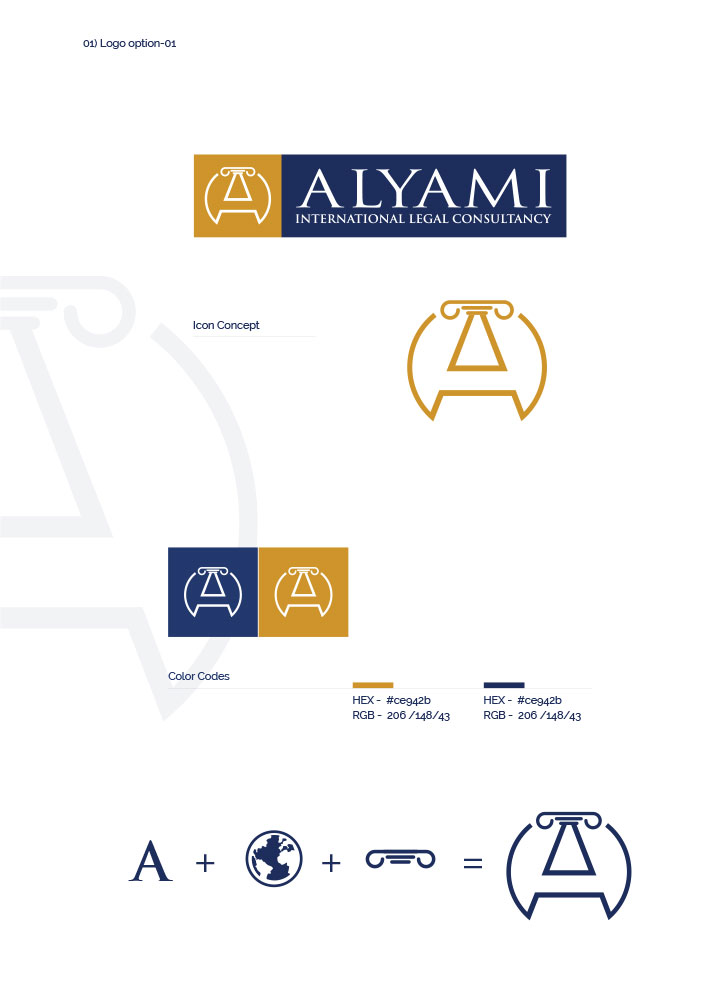 01) Logo option-01
ALYAMI
INTERNATIONAL LEGAL CONSULTANCY
Icon Concept
Color Codes
HEX - #ce942b
RGB - 206 /148/43
HEX - #ce942b
RGB - 206 /148/43
A + + =